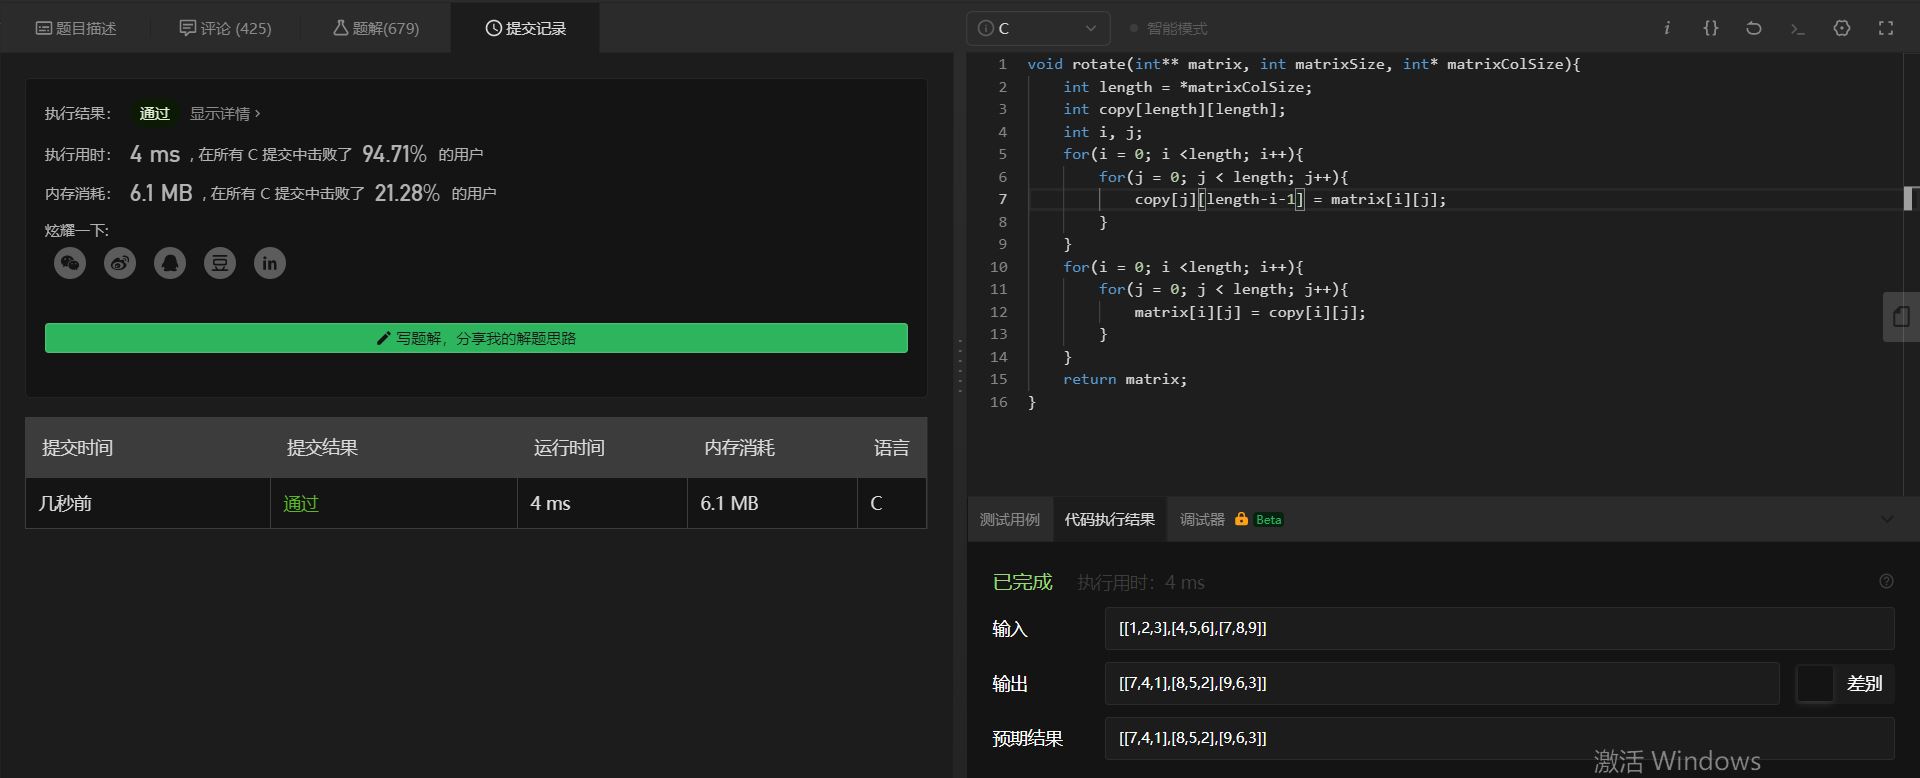 题目描述
评论 (425)
题解(679)
提交记录
执行结果：
通过
显示详情 ›
执行用时：
4 ms , 在所有 C 提交中击败了 94.71% 的用户
内存消耗：
6.1 MB , 在所有 C 提交中击败了 21.28% 的用户
炫耀一下:
豆
in
写题解，分享我的解题思路
提交时间 提交结果 运行时间 内存消耗 语言
几秒前 通过 4 ms 6.1 MB C
C
智能模式
i {} >_
1 void rotate(int** matrix, int matrixSize, int* matrixColSize){
2     int length = *matrixColSize;
3     int copy[length][length];
4     int i, j;
5     for(i = 0; i <length; i++){
6         for(j = 0; j < length; j++){
7             copy[j][length-i-1] = matrix[i][j];
8         }
9     }
10     for(i = 0; i <length; i++){
11         for(j = 0; j < length; j++){
12             matrix[i][j] = copy[i][j];
13         }
14     }
15     return matrix;
16 }
测试用例
代码执行结果
调试器
Beta
已完成
执行用时：4 ms
输入
[[1,2,3],[4,5,6],[7,8,9]]
输出
[[7,4,1],[8,5,2],[9,6,3]]
差别
预期结果
[[7,4,1],[8,5,2],[9,6,3]]
激活 Windows